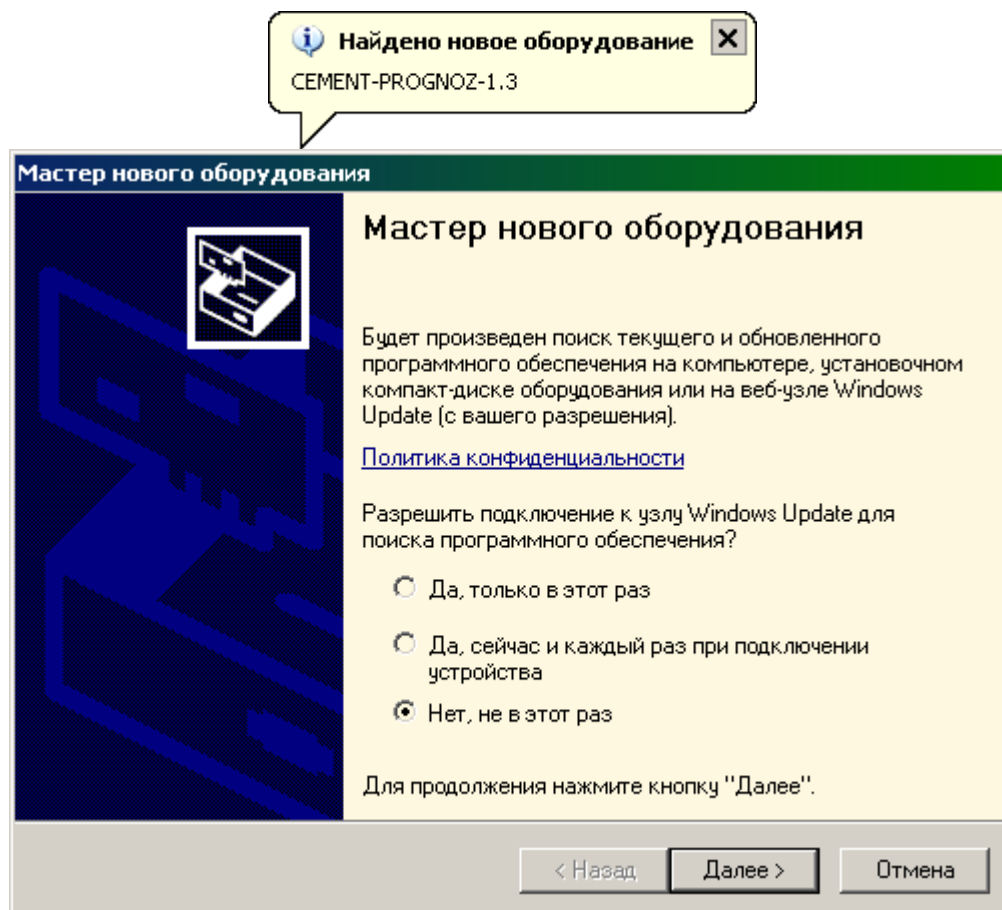 Найдено новое оборудование
CEMENT-PROGNOZ-1.3
Мастер нового оборудования
Мастер нового оборудования
Будет произведен поиск текущего и обновленного
программного обеспечения на компьютере, установочном
компакт-диске оборудования или на веб-узле Windows
Update (с вашего разрешения).
Политика конфиденциальности
Разрешить подключение к узлу Windows Update для
поиска программного обеспечения?
Да, только в этот раз
Да, сейчас и каждый раз при подключении
устройства
Нет, не в этот раз
Для продолжения нажмите кнопку "Далее".
< Назад Далее > Отмена